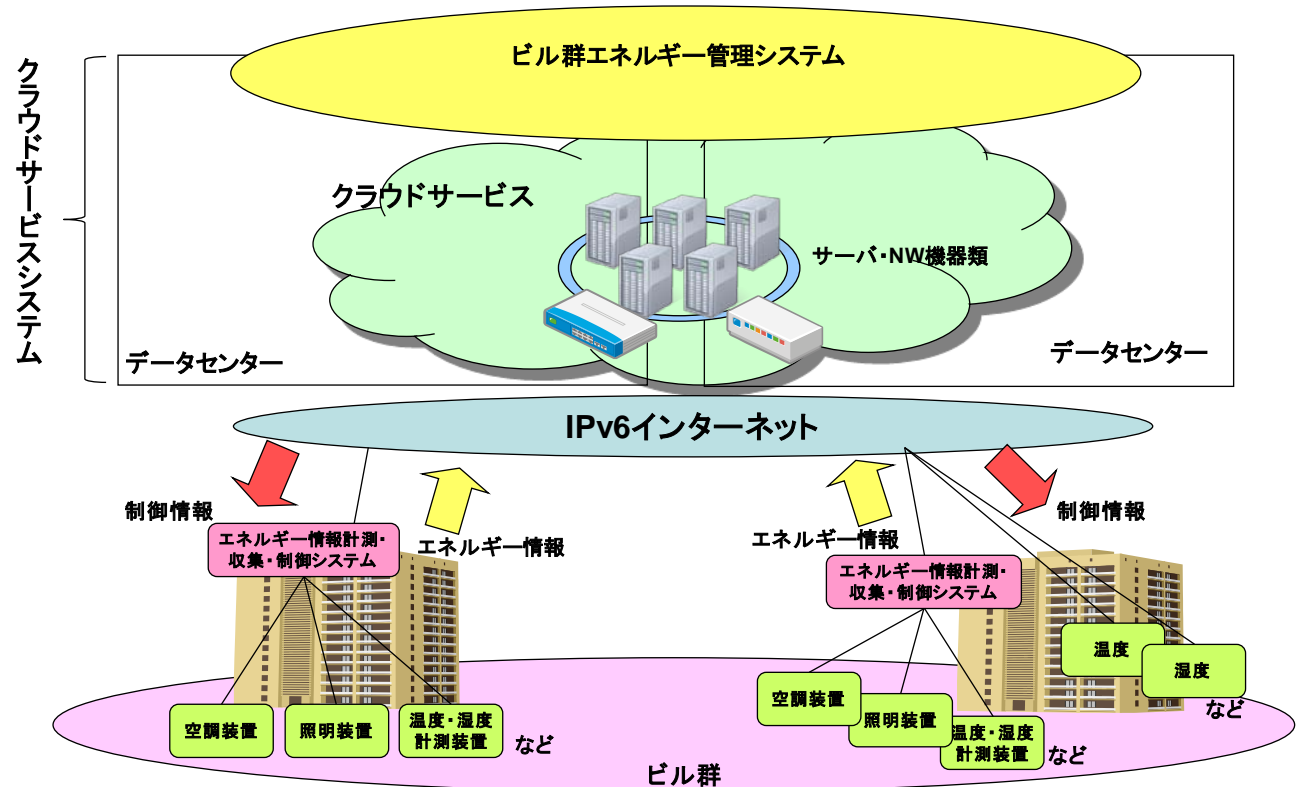 ビル群エネルギー管理システム
クラウドサービスシステム
クラウドサービス
サーバ・NW機器類
データセンター
データセンター
IPv6インターネット
制御情報
エネルギー情報
エネルギー情報
制御情報
エネルギー情報計測・
収集・制御システム
エネルギー情報計測・
収集・制御システム
温度
湿度
など
空調装置
照明装置
温度・湿度
計測装置
など
空調装置
照明装置
温度・湿度
計測装置
など
ビル群